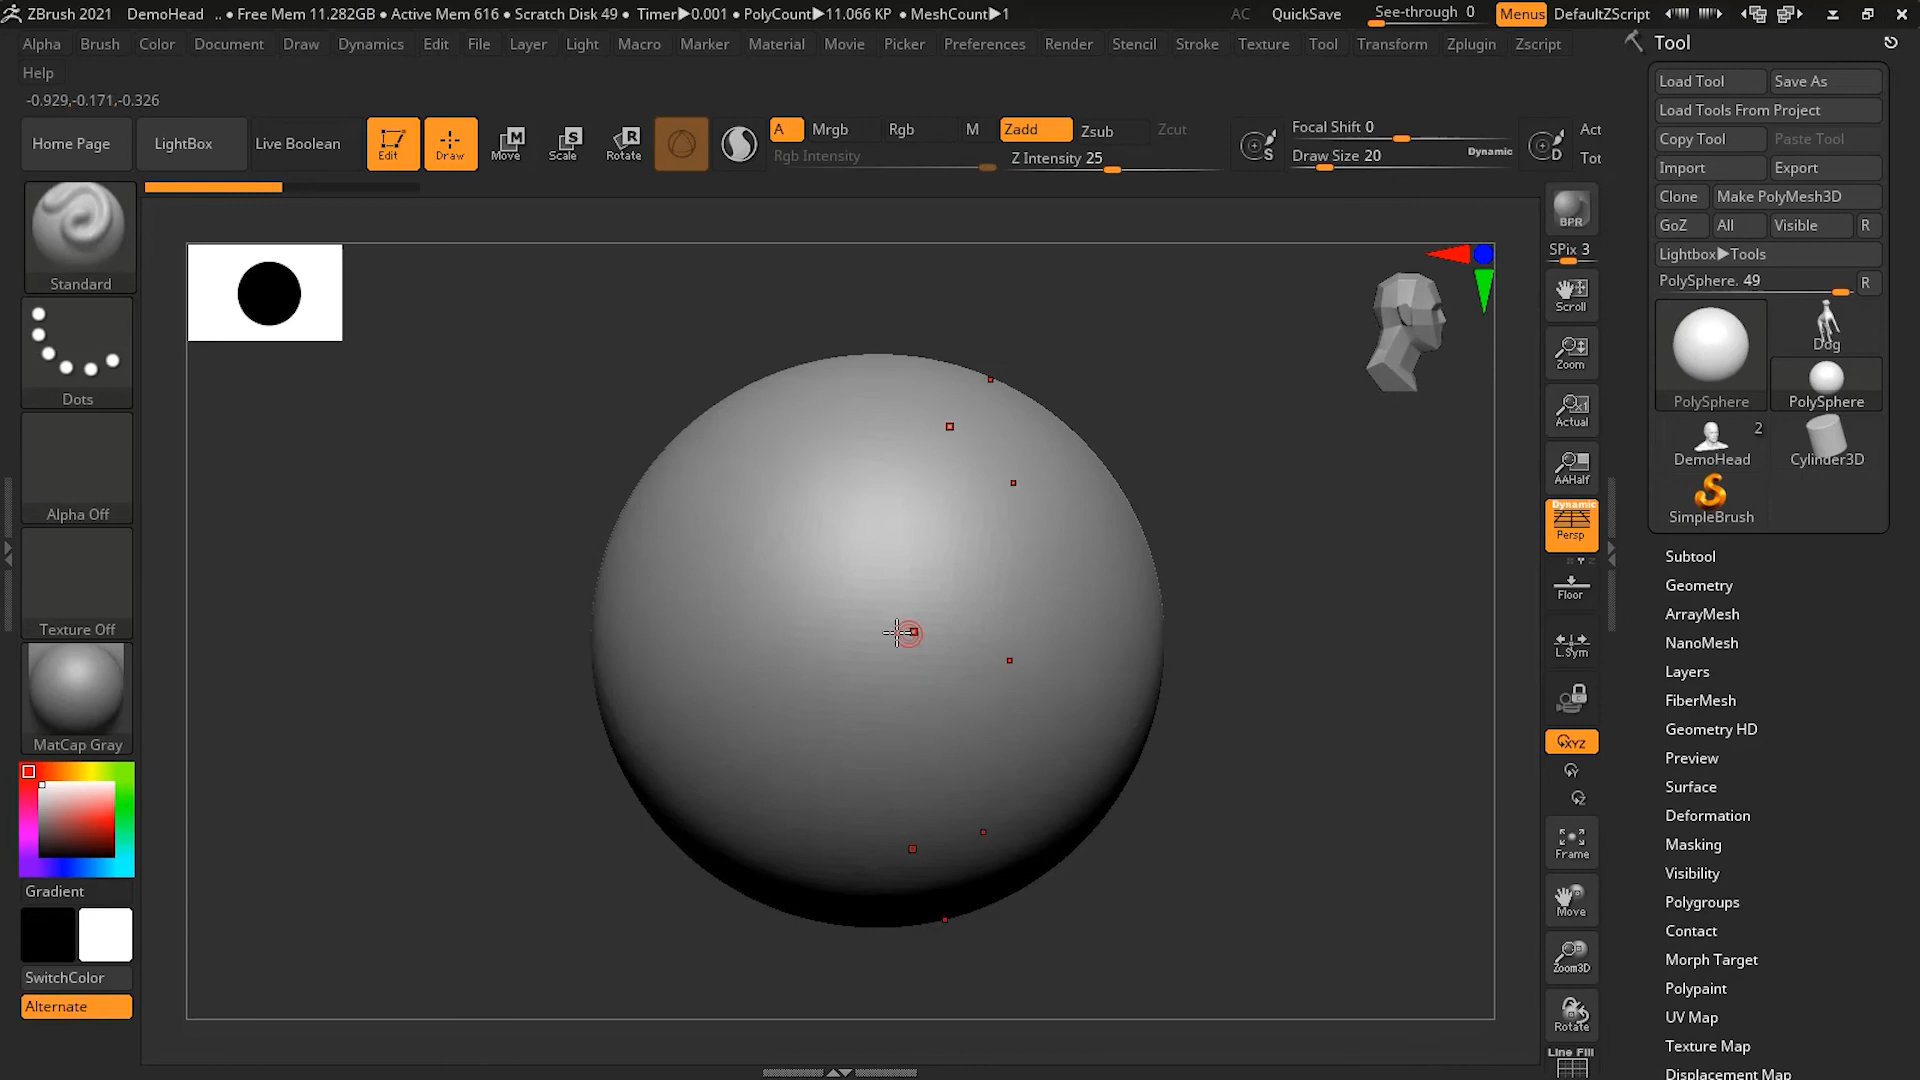 ZBrush 2021 DemoHead .. • Free Mem 11.282GB • Active Mem 616 • Scratch Disk 49 • Timer▶0.001 • PolyCount▶11.066 KP • MeshCount▶1 AC QuickSave See-through 0 Menus DefaultZScript
Alpha Brush Color Document Draw Dynamics Edit File Layer Light Macro Marker Material Movie Picker Preferences Render Stencil Stroke Texture Tool Transform Zplugin Zscript
Help
-0.929,-0.171,-0.326
Home Page LightBox Live Boolean Edit Draw Move Scale Rotate
M S R
A Mrgb Rgb M Zadd Zsub Zcut
Rgb Intensity Z Intensity 25
S Focal Shift 0
Draw Size 20 Dynamic
D Act
Tot
Standard
Dots
Alpha Off
Texture Off
MatCap Gray
Gradient
SwitchColor
Alternate
BPR
SPix 3
Scroll
Zoom
Actual
AAHalf
Dynamic
Persp
Floor
L.Sym
XYZ
Y
Z
Frame
Move
Zoom3D
Rotate
Line Fill
Tool
Load Tool Save As
Load Tools From Project
Copy Tool Paste Tool
Import Export
Clone Make PolyMesh3D
GoZ All Visible R
Lightbox▶Tools
PolySphere. 49 R
PolySphere
Dog
PolySphere
2
DemoHead Cylinder3D
SimpleBrush
Subtool
Geometry
ArrayMesh
NanoMesh
Layers
FiberMesh
Geometry HD
Preview
Surface
Deformation
Masking
Visibility
Polygroups
Contact
Morph Target
Polypaint
UV Map
Texture Map
Displacement Map